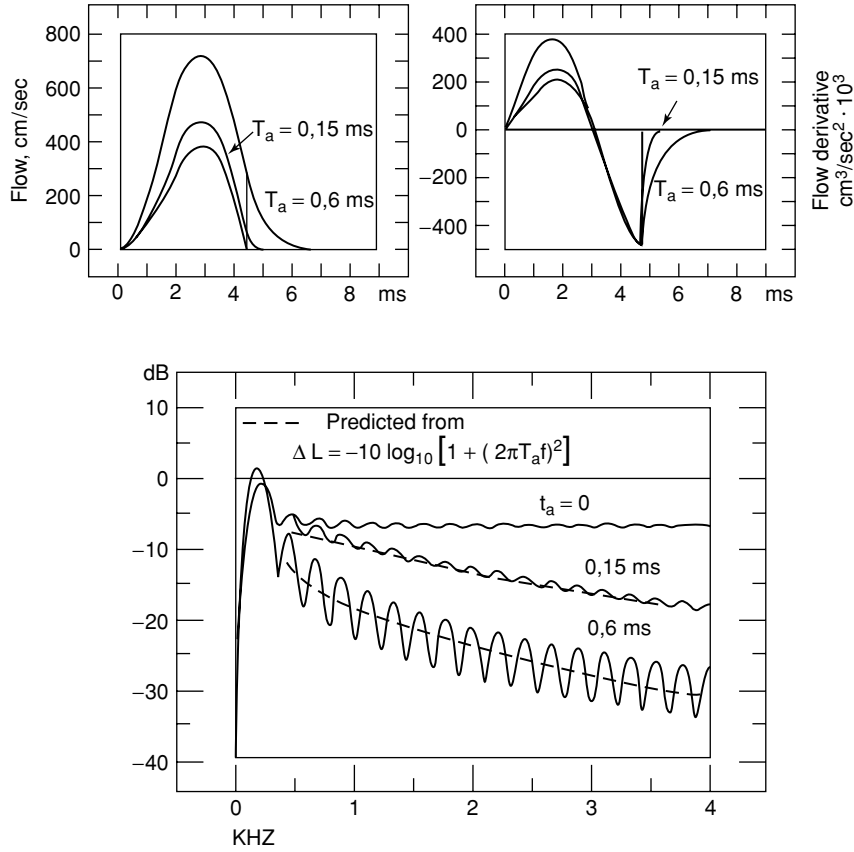 800
600
400
200
0
Flow, cm/sec
T_a = 0,15 ms
T_a = 0,6 ms
0 2 4 6 8 ms
400
200
0
−200
−400
T_a = 0,15 ms
T_a = 0,6 ms
Flow derivative
cm³/sec² · 10³
0 2 4 6 8 ms
dB
10
0
−10
−20
−30
−40
Predicted from
Δ L = −10 log₁₀ [1 + ( 2πT_a f)²]
t_a = 0
0,15 ms
0,6 ms
0 1 2 3 4
KHZ